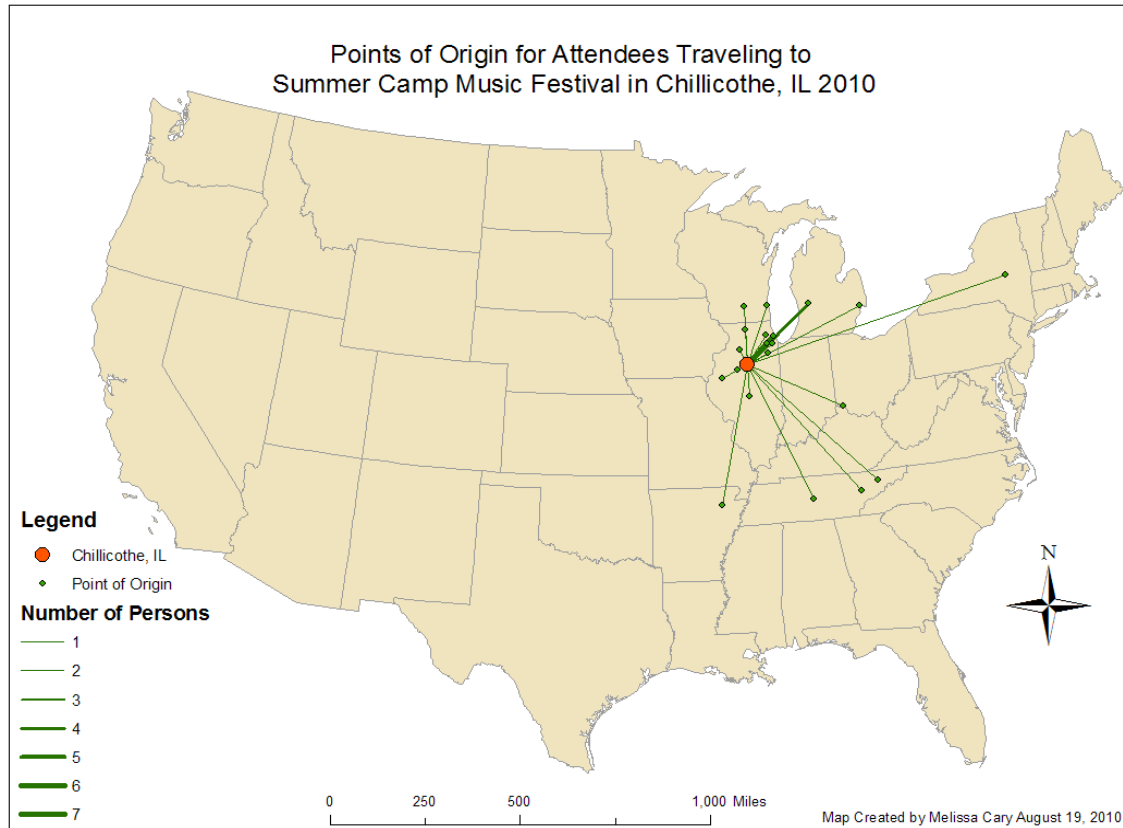 Points of Origin for Attendees Traveling to
Summer Camp Music Festival in Chillicothe, IL 2010
Legend
Chillicothe, IL
Point of Origin
Number of Persons
1
2
3
4
5
6
7
N
0 250 500 1,000 Miles
Map Created by Melissa Cary August 19, 2010